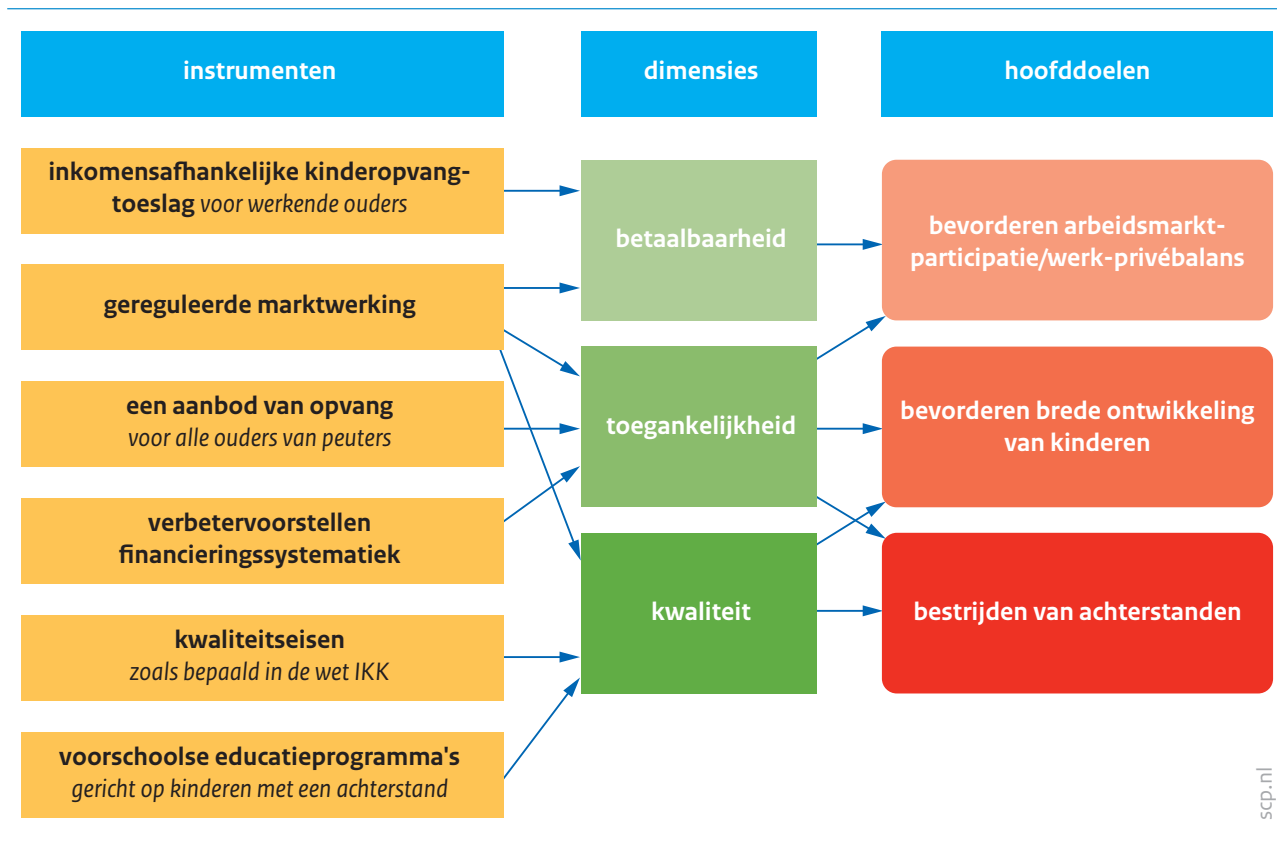 instrumenten
dimensies
hoofddoelen
inkomensafhankelijke kinderopvang-
toeslag voor werkende ouders
gereguleerde marktwerking
een aanbod van opvang
voor alle ouders van peuters
verbetervoorstellen
financieringssystematiek
kwaliteitseisen
zoals bepaald in de wet IKK
voorschoolse educatieprogramma's
gericht op kinderen met een achterstand
betaalbaarheid
toegankelijkheid
kwaliteit
bevorderen arbeidsmarkt-
participatie/werk-privébalans
bevorderen brede ontwikkeling
van kinderen
bestrijden van achterstanden
scp.nl